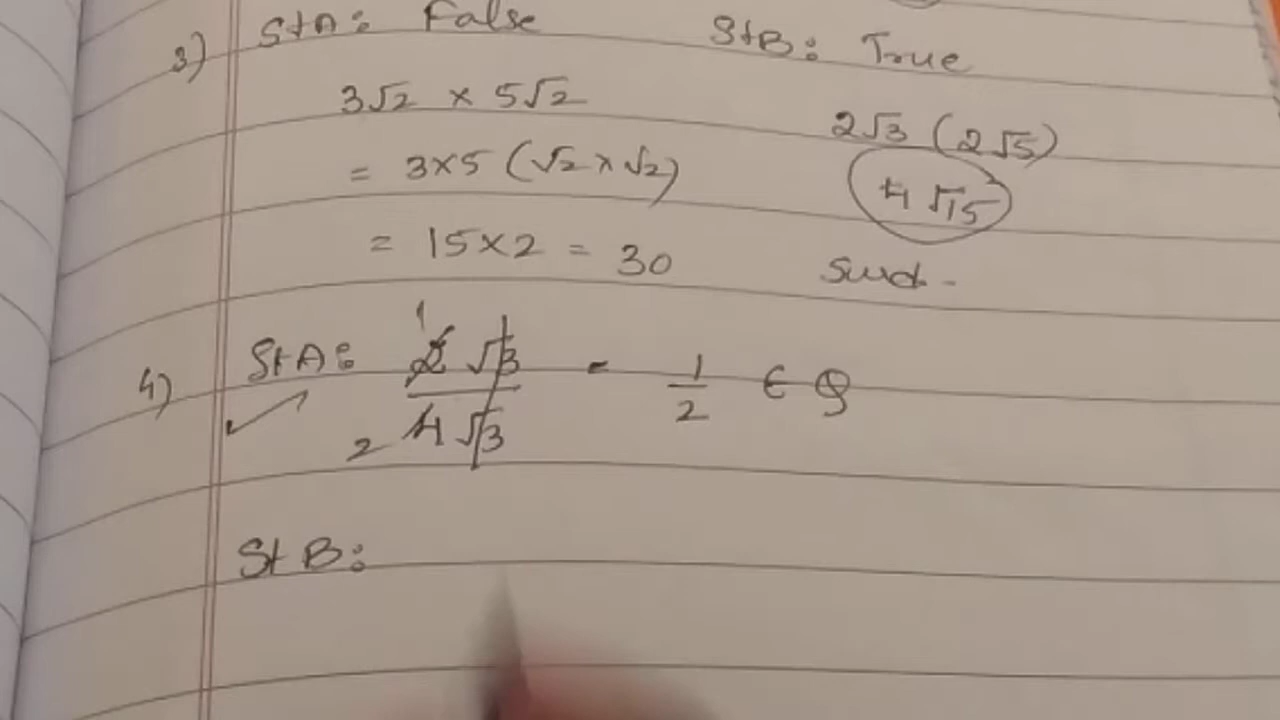 3) StA: False StB: True
3√2 × 5√2 2√3 (2√5)
= 3×5 (√2 × √2) 4√15
= 15×2 = 30 Surd.
4) StA: 2√3 / 4√3 = 1/2 ∈ Q
1
2
St B: